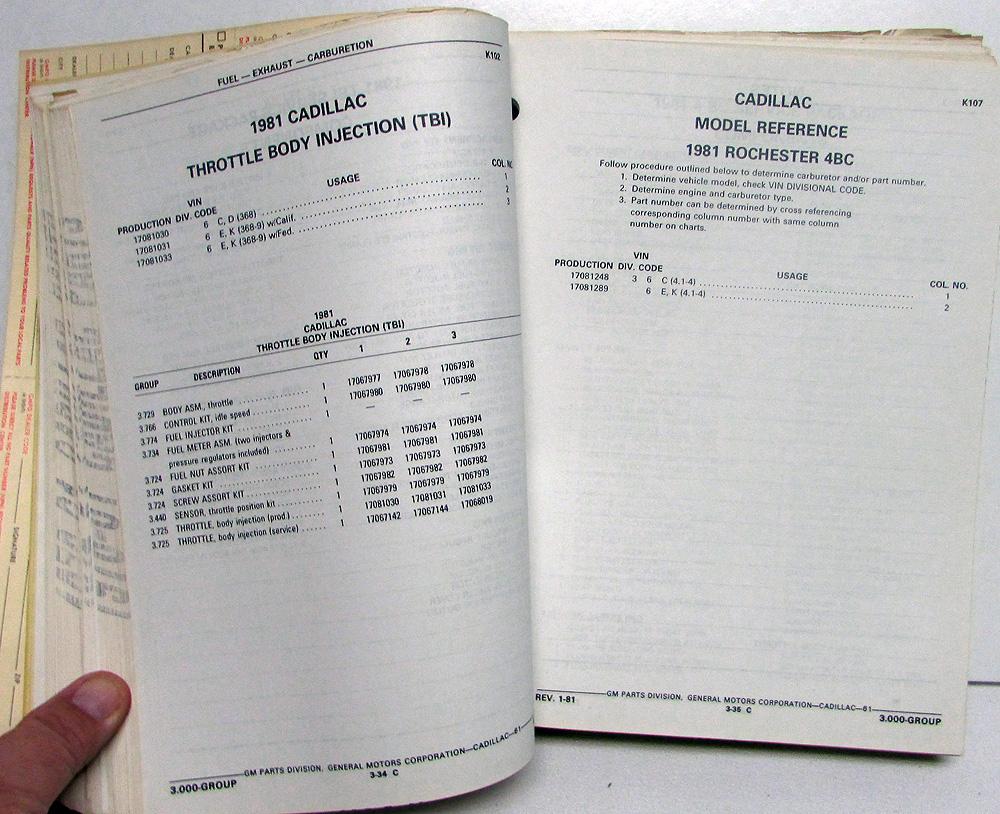 FUEL — EXHAUST — CARBURETION
K102
1981 CADILLAC
THROTTLE BODY INJECTION (TBI)
VIN
PRODUCTION DIV. CODE USAGE COL. NO.
17081030 6 C, D (368) 1
17081031 6 E, K (368-9) w/Calif. 2
17081033 6 E, K (368-9) w/Fed. 3
1981
CADILLAC
THROTTLE BODY INJECTION (TBI)
GROUP DESCRIPTION QTY 1 2 3
3.729 BODY ASM., throttle 1 17067977 17067978 17067978
3.766 CONTROL KIT, idle speed 1 17067980 17067980 17067980
3.774 FUEL INJECTOR KIT 1 — — —
3.734 FUEL METER ASM. (two injectors &
pressure regulators included) 1 17067974 17067974 17067974
3.724 FUEL NUT ASSORT KIT 1 17067981 17067981 17067981
3.724 GASKET KIT 1 17067973 17067973 17067973
3.724 SCREW ASSORT KIT 1 17067982 17067982 17067982
3.440 SENSOR, throttle position kit 1 17067979 17067979 17067979
3.725 THROTTLE, body injection (prod.) 1 17081030 17081031 17081033
3.725 THROTTLE, body injection (service) 1 17067142 17067144 17068019
GM PARTS DIVISION, GENERAL MOTORS CORPORATION—CADILLAC—81
3-34 C
3.000-GROUP
CADILLAC
K107
MODEL REFERENCE
1981 ROCHESTER 4BC
Follow procedure outlined below to determine carburetor and/or part number.
1. Determine vehicle model, check VIN DIVISIONAL CODE.
2. Determine engine and carburetor type.
3. Part number can be determined by cross referencing
corresponding column number with same column
number on charts.
VIN
PRODUCTION DIV. CODE USAGE COL. NO.
17081248 3 6 C (4.1-4) 1
17081289 6 E, K (4.1-4) 2
REV. 1-81
GM PARTS DIVISION, GENERAL MOTORS CORPORATION—CADILLAC—81
3-35 C
3.000-GROUP
SIGNATURE
ZIP
CITY